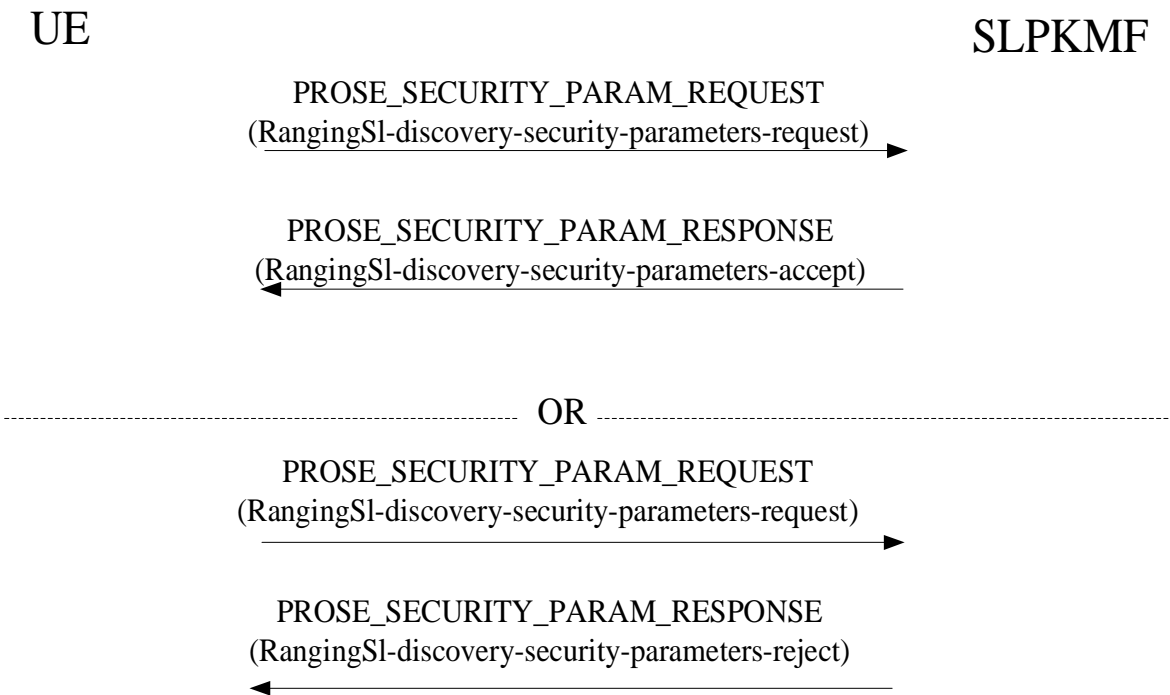 UE
SLPKMF
PROSE_SECURITY_PARAM_REQUEST
(RangingSl-discovery-security-parameters-request)
PROSE_SECURITY_PARAM_RESPONSE
(RangingSl-discovery-security-parameters-accept)
OR
PROSE_SECURITY_PARAM_REQUEST
(RangingSl-discovery-security-parameters-request)
PROSE_SECURITY_PARAM_RESPONSE
(RangingSl-discovery-security-parameters-reject)